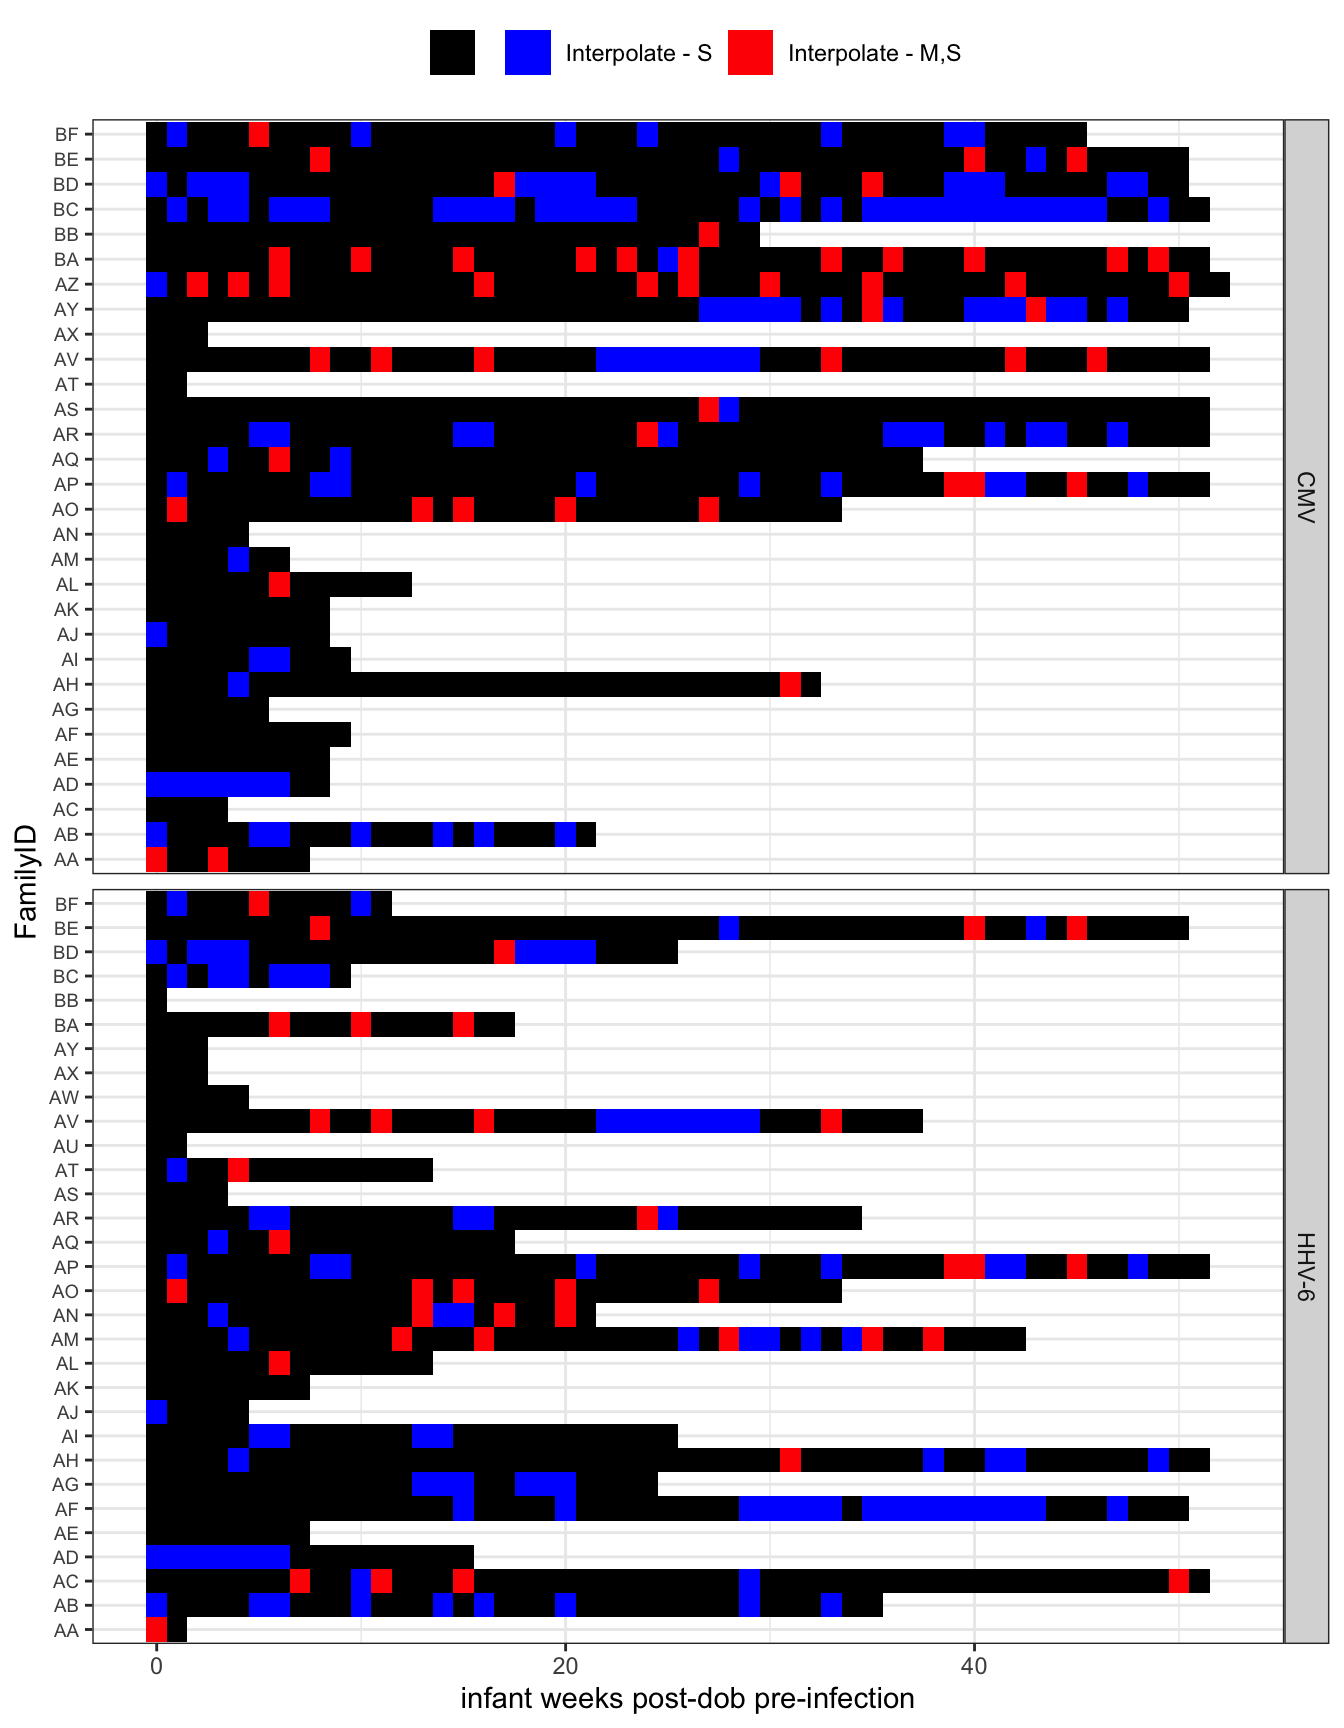 Interpolate - S
Interpolate - M,S
BF
BE
BD
BC
BB
BA
AZ
AY
AX
AV
AT
AS
AR
AQ
AP
AO
AN
AM
AL
AK
AJ
AI
AH
AG
AF
AE
AD
AC
AB
AA
CMV
FamilyID
BF
BE
BD
BC
BB
BA
AY
AX
AW
AV
AU
AT
AS
AR
AQ
AP
AO
AN
AM
AL
AK
AJ
AI
AH
AG
AF
AE
AD
AC
AB
AA
HHV-6
0 20 40
infant weeks post-dob pre-infection